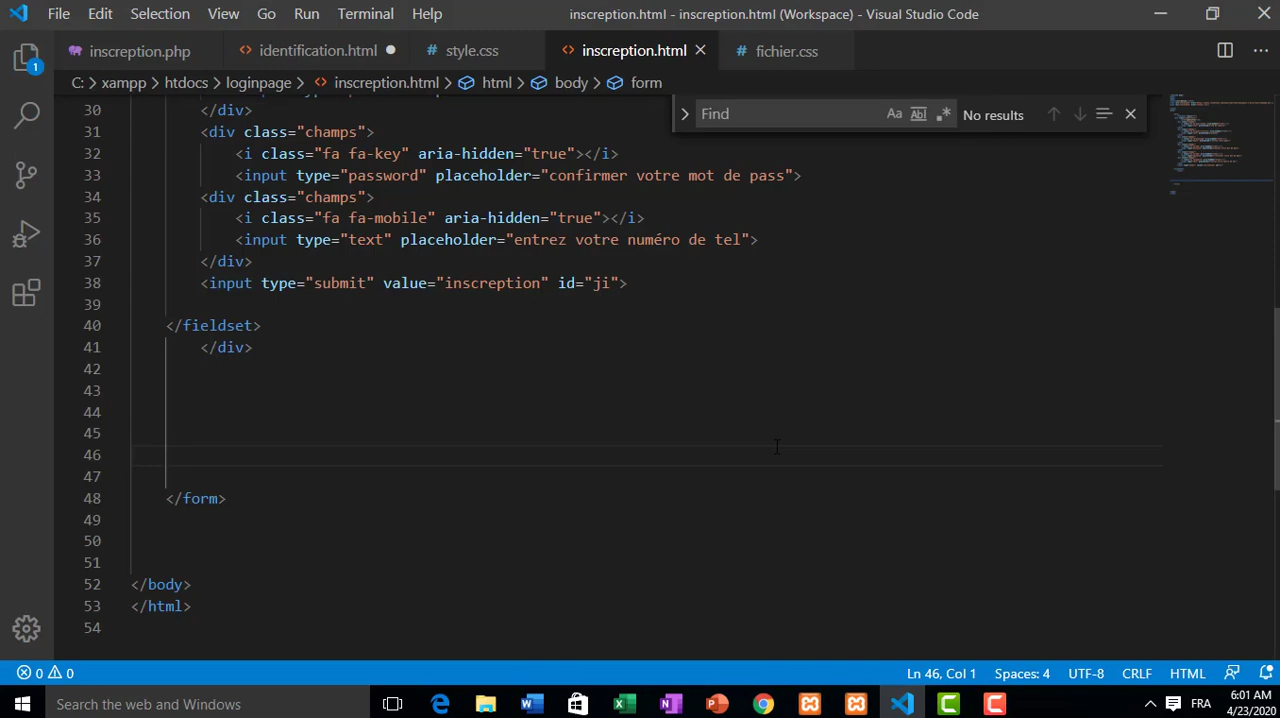 File Edit Selection View Go Run Terminal Help inscreption.html - inscreption.html (Workspace) - Visual Studio Code
inscreption.php identification.html style.css inscreption.html fichier.css
C: > xampp > htdocs > loginpage > inscreption.html > html > body > form
Find Aa Abl .* No results
30 </div>
31 <div class="champs">
32 <i class="fa fa-key" aria-hidden="true"></i>
33 <input type="password" placeholder="confirmer votre mot de pass">
34 <div class="champs">
35 <i class="fa fa-mobile" aria-hidden="true"></i>
36 <input type="text" placeholder="entrez votre numéro de tel">
37 </div>
38 <input type="submit" value="inscreption" id="ji">
39
40 </fieldset>
41 </div>
42
43
44
45
46
47
48 </form>
49
50
51
52 </body>
53 </html>
54
1
0 0 Ln 46, Col 1 Spaces: 4 UTF-8 CRLF HTML
Search the web and Windows FRA 6:01 AM
4/23/2020